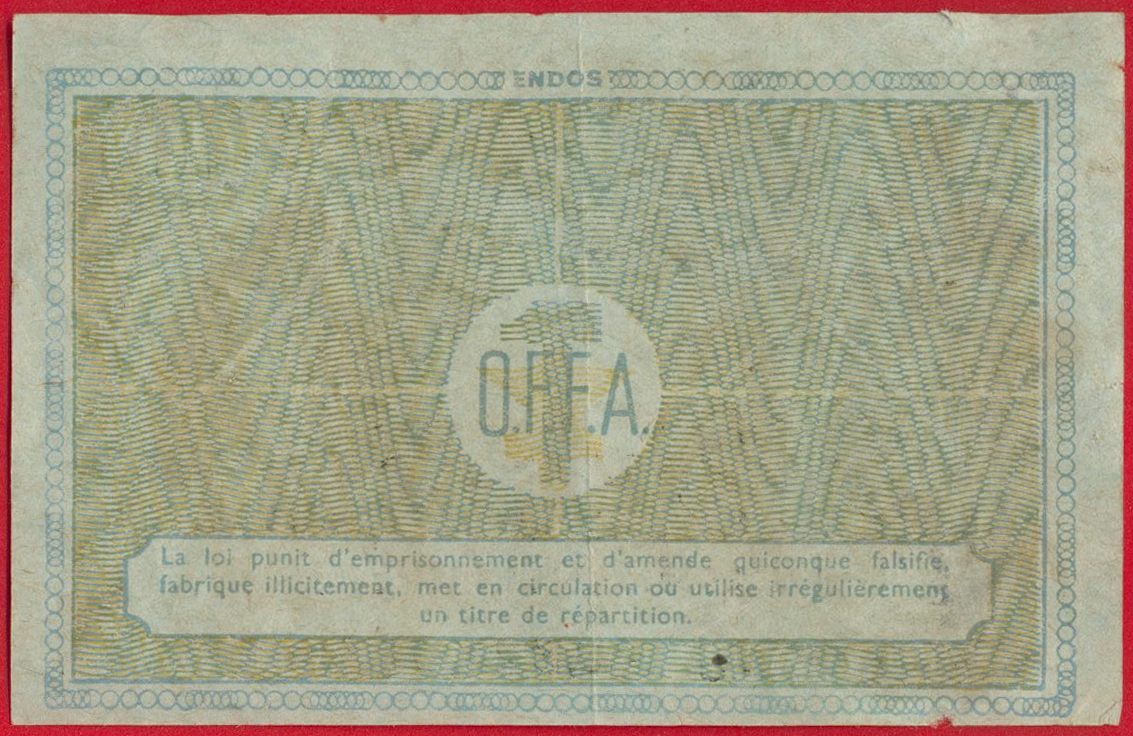 ENDOS
1
O.F.F.A.
La loi punit d'emprisonnement et d'amende quiconque falsifie,
fabrique illicitement, met en circulation ou utilise irrégulièrement
un titre de répartition.